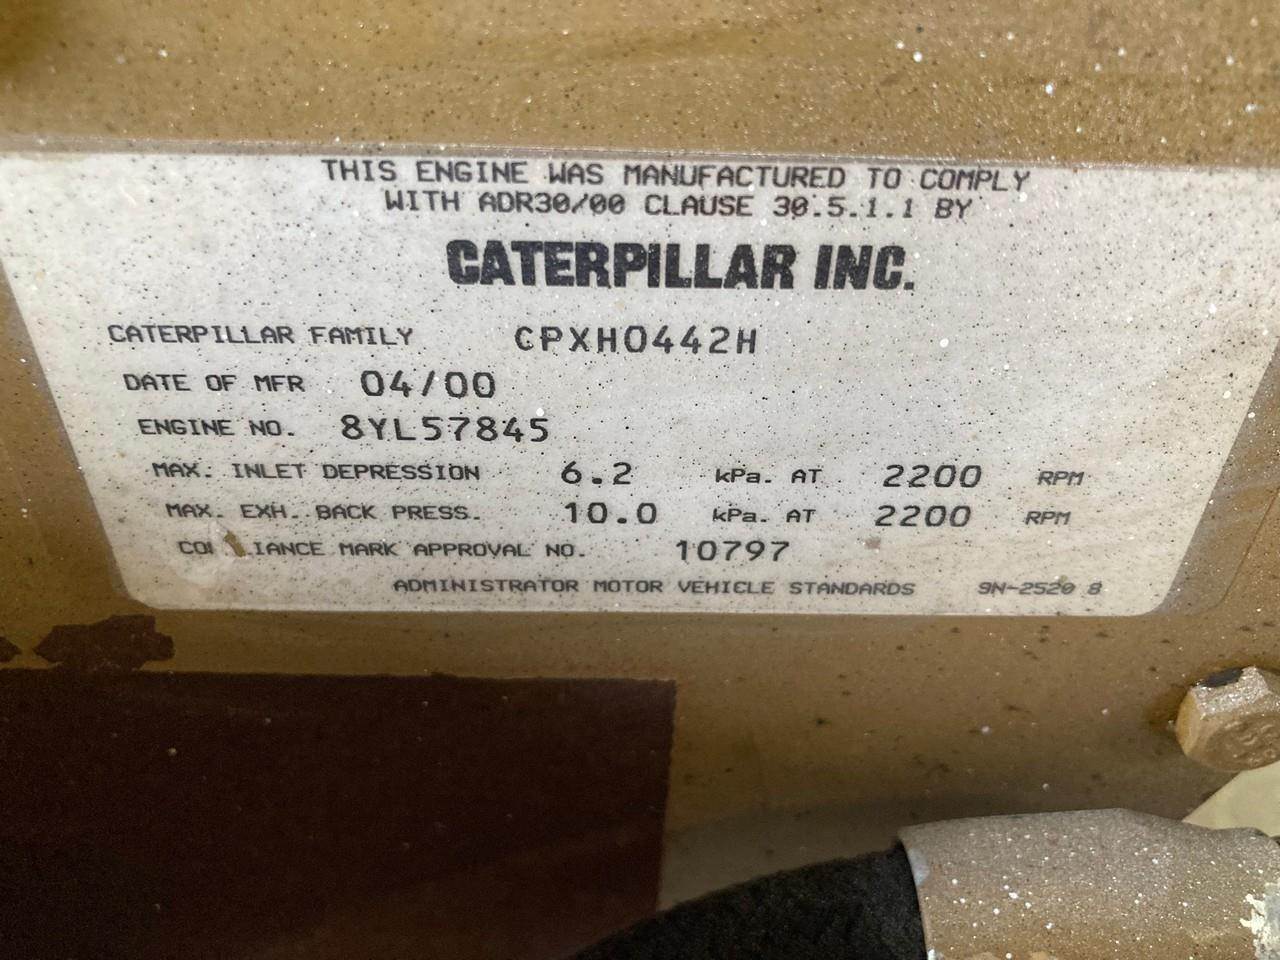 THIS ENGINE WAS MANUFACTURED TO COMPLY
WITH ADR30/00 CLAUSE 30.5.1.1 BY
CATERPILLAR INC.
CATERPILLAR FAMILY CPXH0442H
DATE OF MFR 04/00
ENGINE NO. 8YL57845
MAX. INLET DEPRESSION 6.2 kPa. AT 2200 RPM
MAX. EXH. BACK PRESS. 10.0 kPa. AT 2200 RPM
MARK APPROVAL NO. 10797
ADMINISTRATOR MOTOR VEHICLE STANDARDS 9N-2520 8